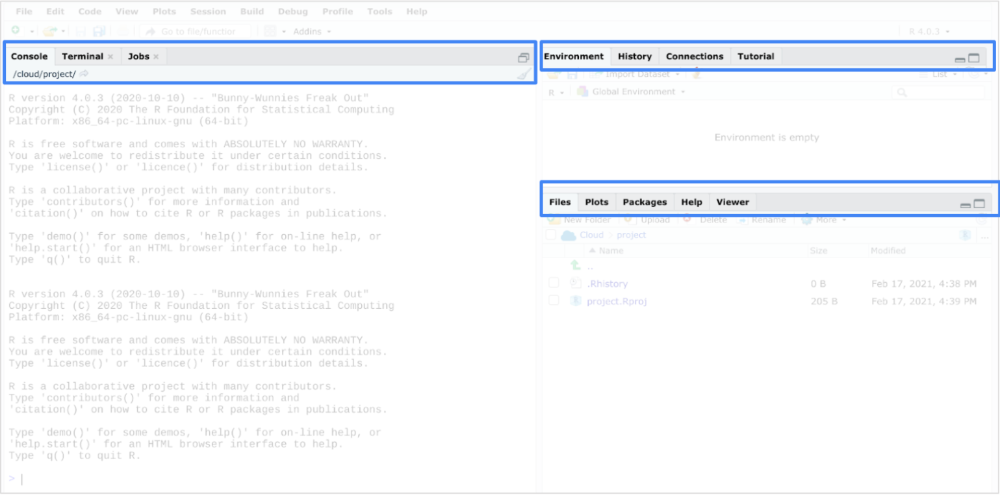 File Edit Code View Plots Session Build Debug Profile Tools Help
Go to file/function Addins R 4.0.3
Console Terminal Jobs
/cloud/project/
R version 4.0.3 (2020-10-10) -- "Bunny-Wunnies Freak Out"
Copyright (C) 2020 The R Foundation for Statistical Computing
Platform: x86_64-pc-linux-gnu (64-bit)
R is free software and comes with ABSOLUTELY NO WARRANTY.
You are welcome to redistribute it under certain conditions.
Type 'license()' or 'licence()' for distribution details.
R is a collaborative project with many contributors.
Type 'contributors()' for more information and
'citation()' on how to cite R or R packages in publications.
Type 'demo()' for some demos, 'help()' for on-line help, or
'help.start()' for an HTML browser interface to help.
Type 'q()' to quit R.
R version 4.0.3 (2020-10-10) -- "Bunny-Wunnies Freak Out"
Copyright (C) 2020 The R Foundation for Statistical Computing
Platform: x86_64-pc-linux-gnu (64-bit)
R is free software and comes with ABSOLUTELY NO WARRANTY.
You are welcome to redistribute it under certain conditions.
Type 'license()' or 'licence()' for distribution details.
R is a collaborative project with many contributors.
Type 'contributors()' for more information and
'citation()' on how to cite R or R packages in publications.
Type 'demo()' for some demos, 'help()' for on-line help, or
'help.start()' for an HTML browser interface to help.
Type 'q()' to quit R.
>
Environment History Connections Tutorial
Import Dataset List
R Global Environment
Environment is empty
Files Plots Packages Help Viewer
New Folder Upload Delete Rename More
Cloud > project ...
Name Size Modified
..
.Rhistory 0 B Feb 17, 2021, 4:38 PM
project.Rproj 205 B Feb 17, 2021, 4:39 PM